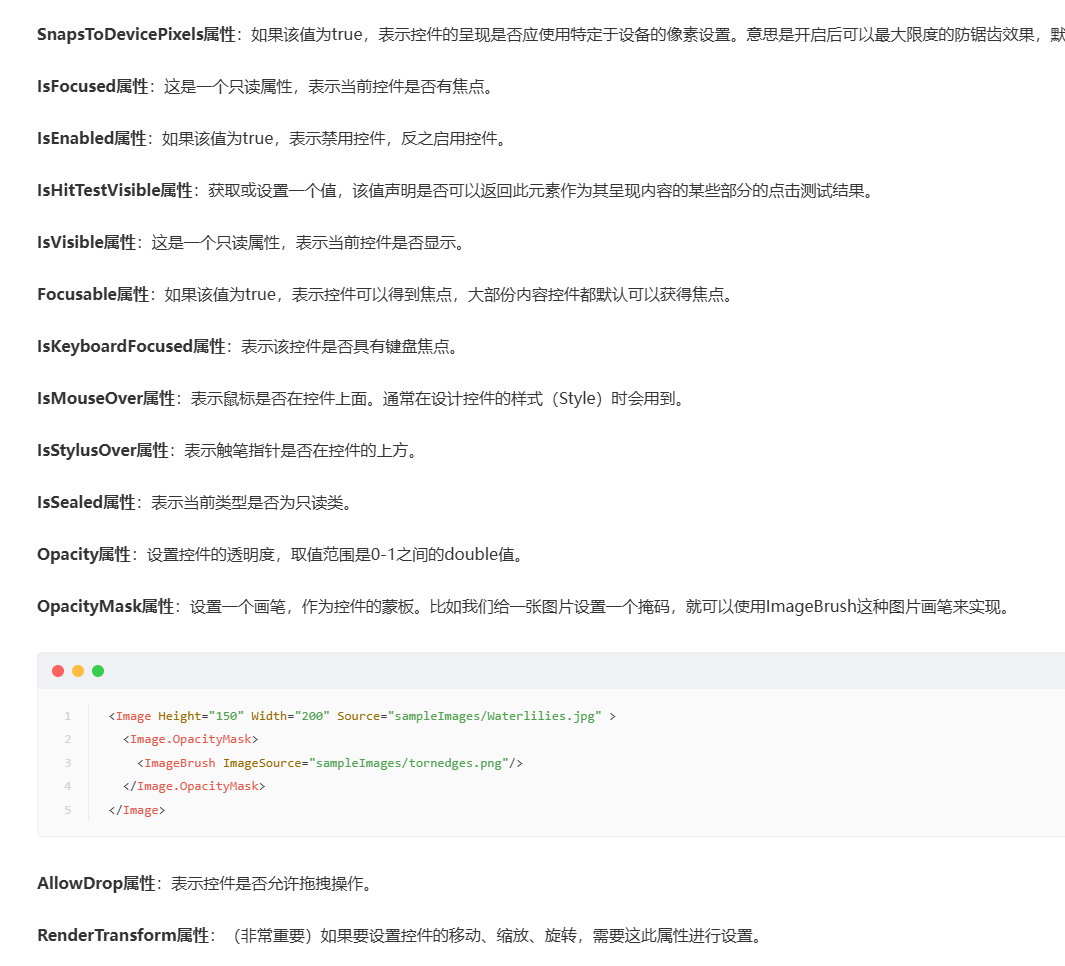 SnapsToDevicePixels属性：如果该值为true，表示控件的呈现是否应使用特定于设备的像素设置。意思是开启后可以最大限度的防锯齿效果，默
IsFocused属性：这是一个只读属性，表示当前控件是否有焦点。
IsEnabled属性：如果该值为true，表示禁用控件，反之启用控件。
IsHitTestVisible属性：获取或设置一个值，该值声明是否可以返回此元素作为其呈现内容的某些部分的点击测试结果。
IsVisible属性：这是一个只读属性，表示当前控件是否显示。
Focusable属性：如果该值为true，表示控件可以得到焦点，大部份内容控件都默认可以获得焦点。
IsKeyboardFocused属性：表示该控件是否具有键盘焦点。
IsMouseOver属性：表示鼠标是否在控件上面。通常在设计控件的样式（Style）时会用到。
IsStylusOver属性：表示触笔指针是否在控件的上方。
IsSealed属性：表示当前类型是否为只读类。
Opacity属性：设置控件的透明度，取值范围是0-1之间的double值。
OpacityMask属性：设置一个画笔，作为控件的蒙板。比如我们给一张图片设置一个掩码，就可以使用ImageBrush这种图片画笔来实现。
1 <Image Height="150" Width="200" Source="sampleImages/Waterlilies.jpg" >
2 <Image.OpacityMask>
3 <ImageBrush ImageSource="sampleImages/tornedges.png"/>
4 </Image.OpacityMask>
5 </Image>
AllowDrop属性：表示控件是否允许拖拽操作。
RenderTransform属性：（非常重要）如果要设置控件的移动、缩放、旋转，需要这此属性进行设置。